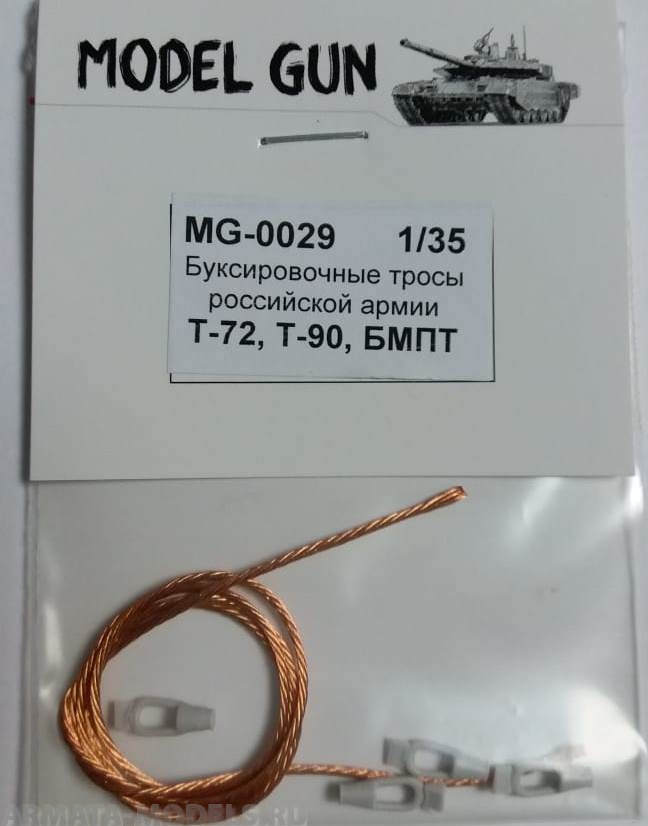 MODEL GUN
MG-0029 1/35
Буксировочные тросы
российской армии
Т-72, Т-90, БМПТ
ARMATA-MODELS.RU